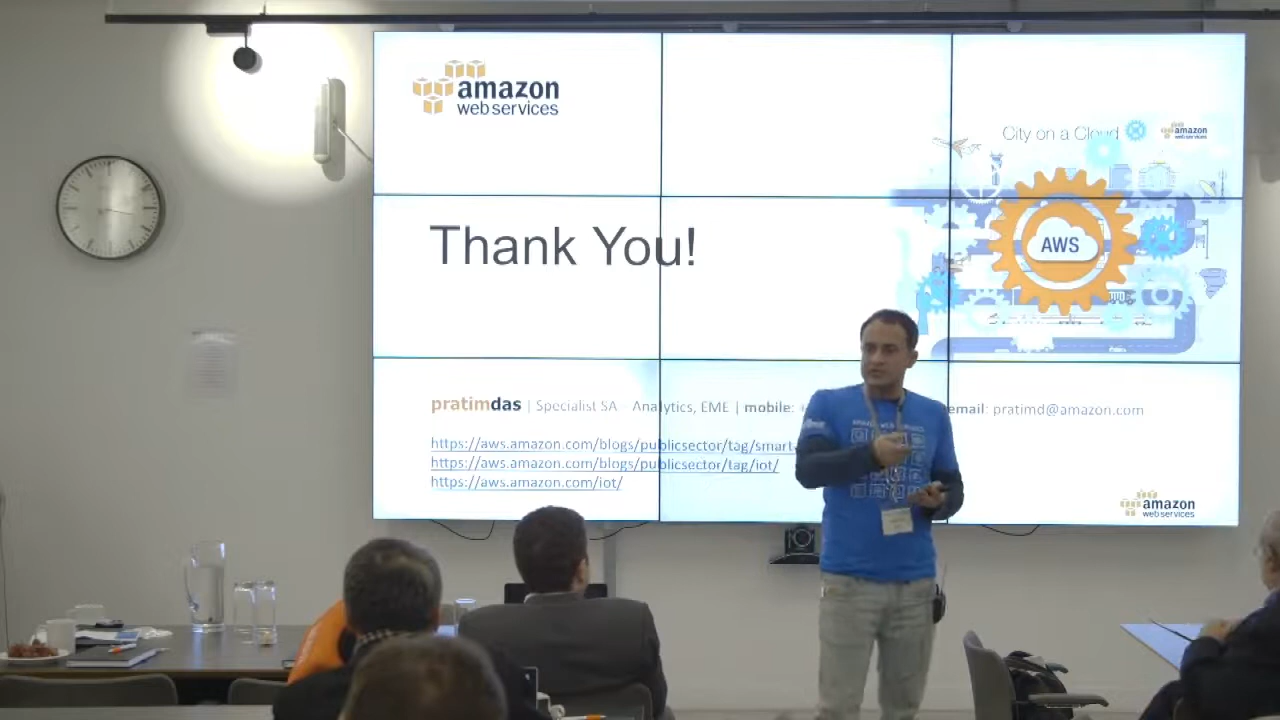 amazon
web services
City on a Cloud
amazon
web services
AWS
Thank You!
pratimdas | Specialist SA - Analytics, EME | mobile: email: pratimd@amazon.com
https://aws.amazon.com/blogs/publicsector/tag/smart-
https://aws.amazon.com/blogs/publicsector/tag/iot/
https://aws.amazon.com/iot/
amazon
web services